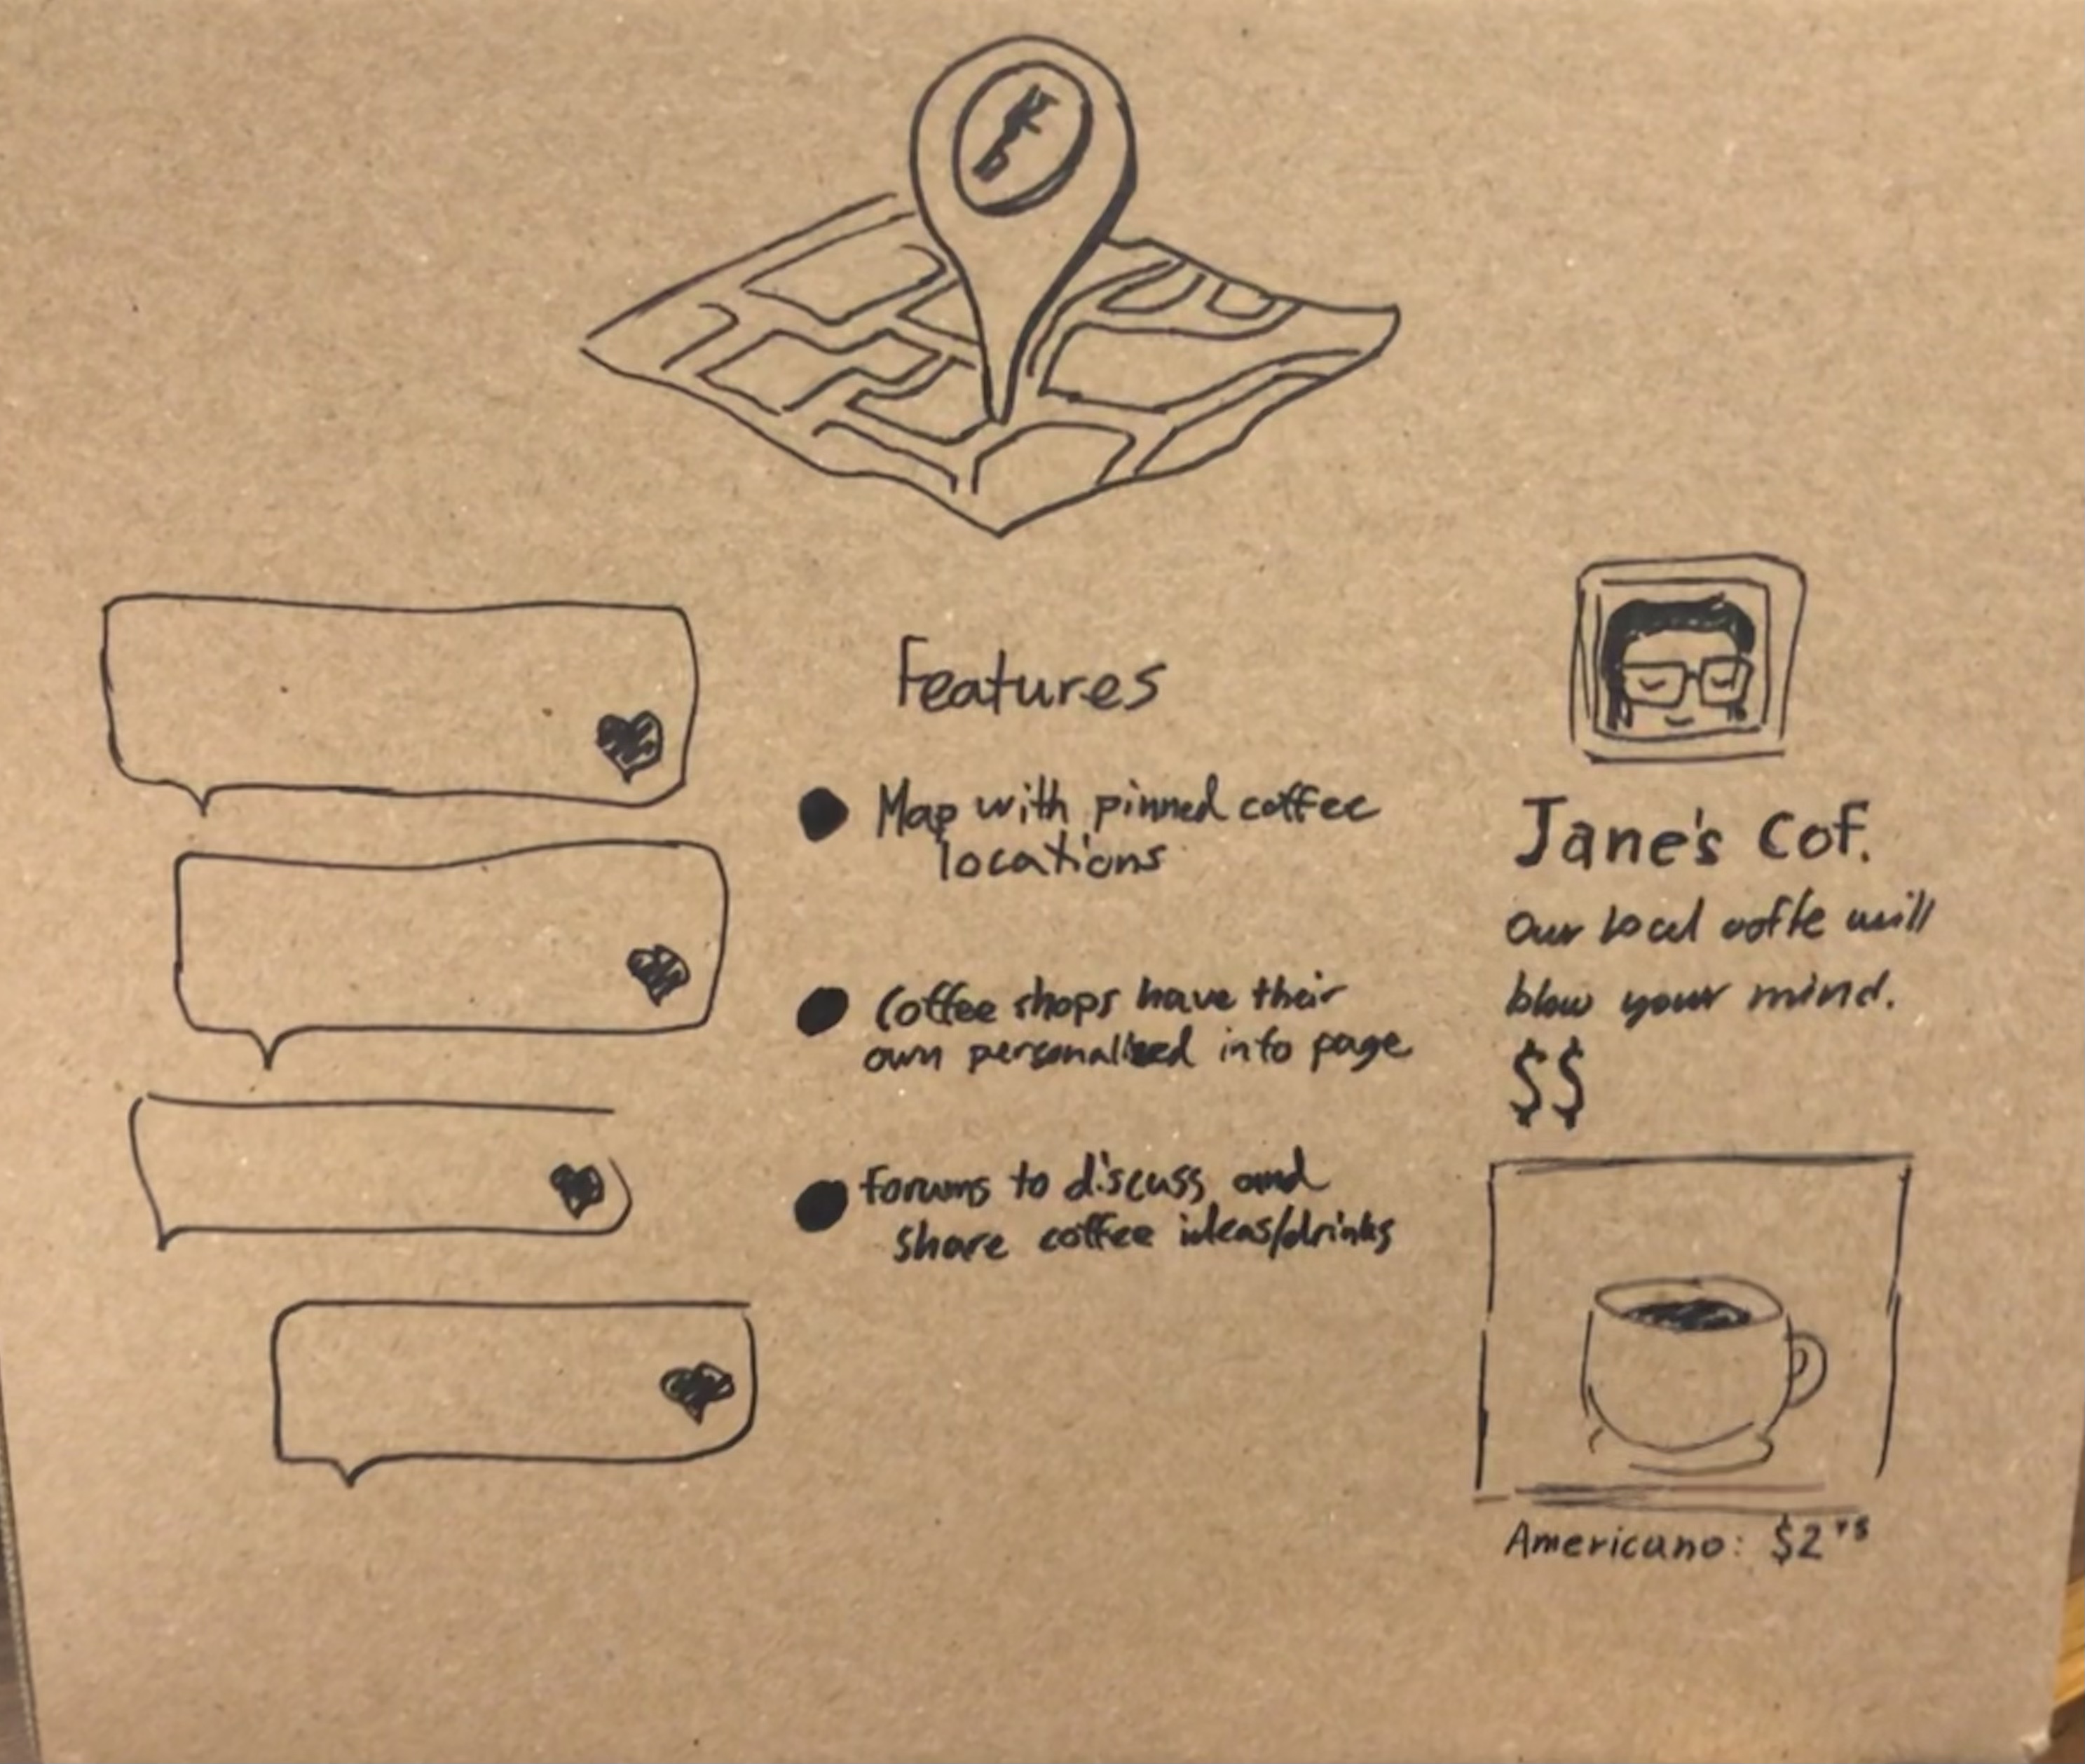 Features
Map with pinned coffee
locations
Coffee shops have their
own personalized info page
Forums to discuss and
share coffee ideas/drinks
Jane's Cof.
Our local coffe will
blow your mind.
$$
Americano: $2